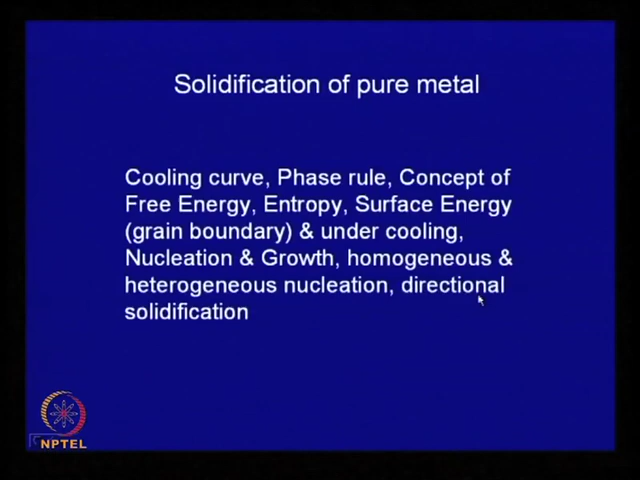 Solidification of pure metal
Cooling curve, Phase rule, Concept of
Free Energy, Entropy, Surface Energy
(grain boundary) & under cooling,
Nucleation & Growth, homogeneous &
heterogeneous nucleation, directional
solidification
NPTEL